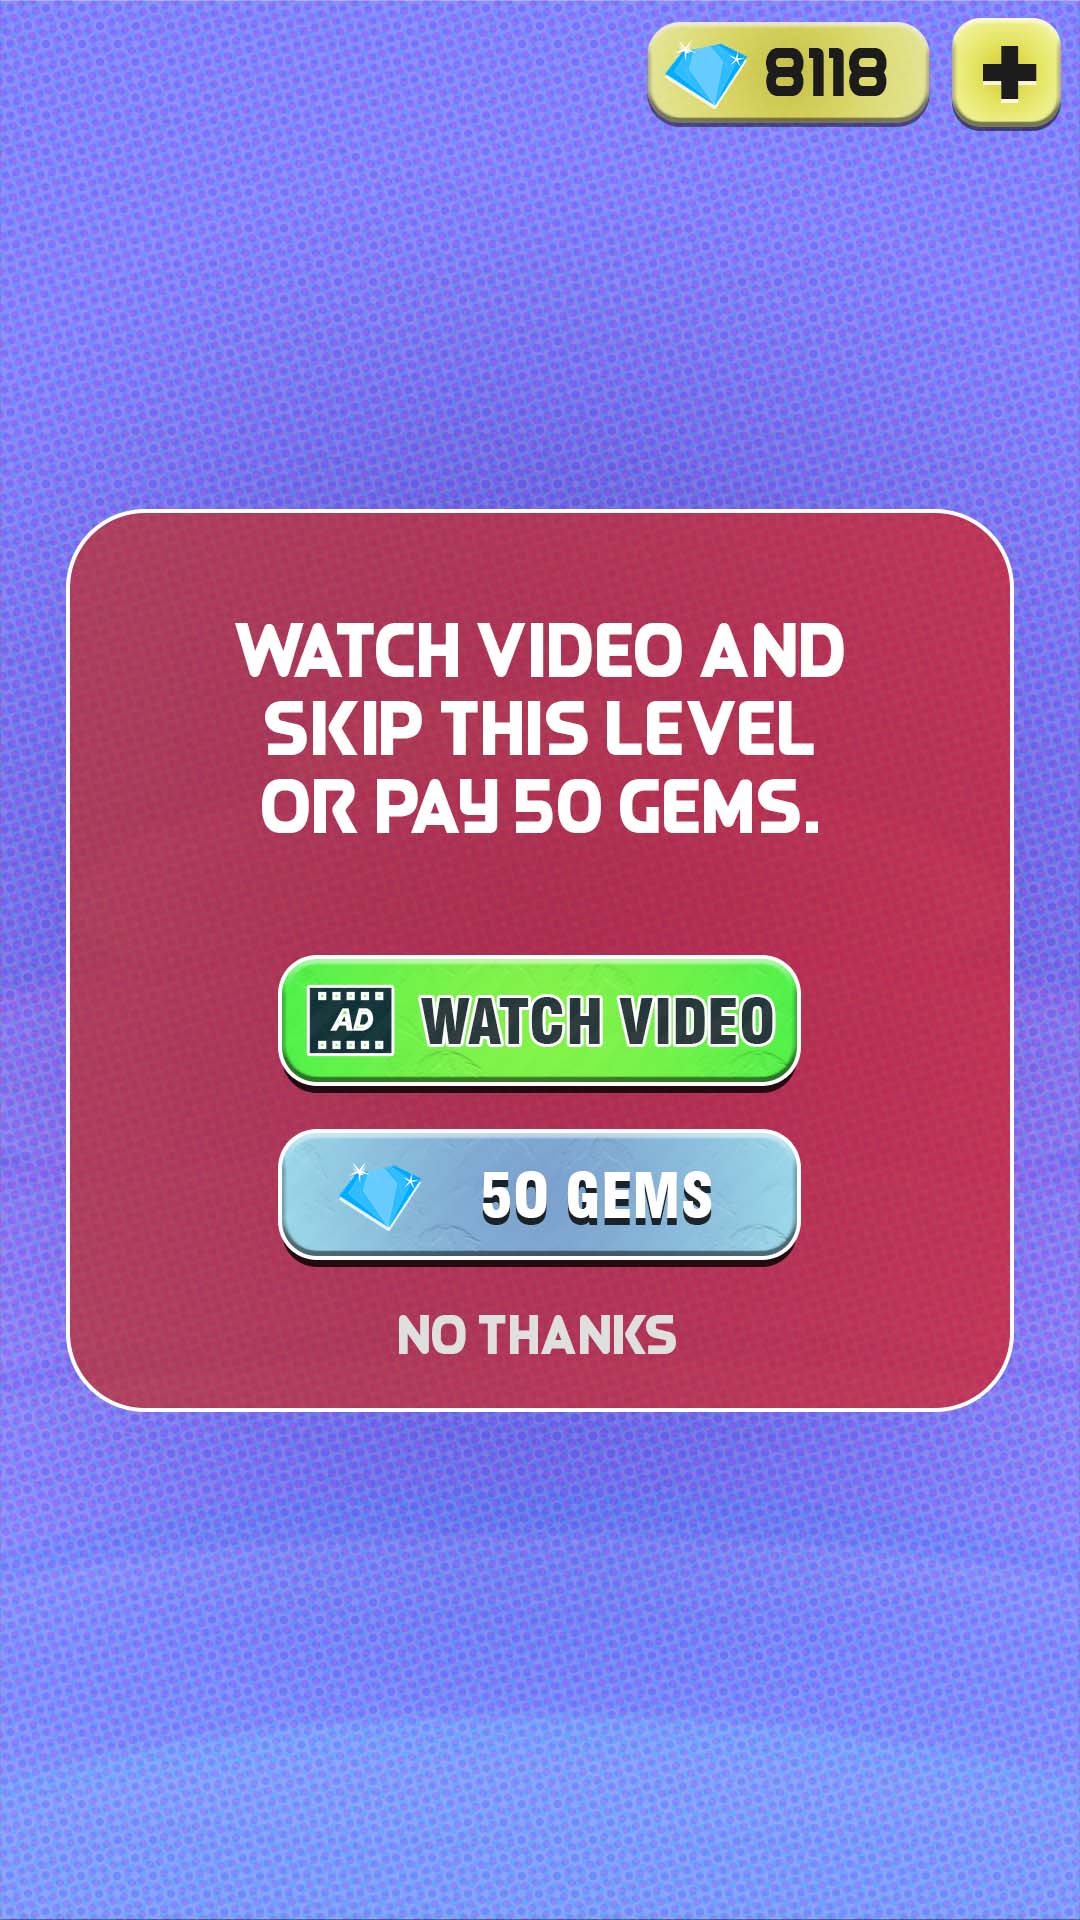 8118
WATCH VIDEO AND
SKIP THIS LEVEL
OR PAY 50 GEMS.
AD WATCH VIDEO
50 GEMS
NO THANKS